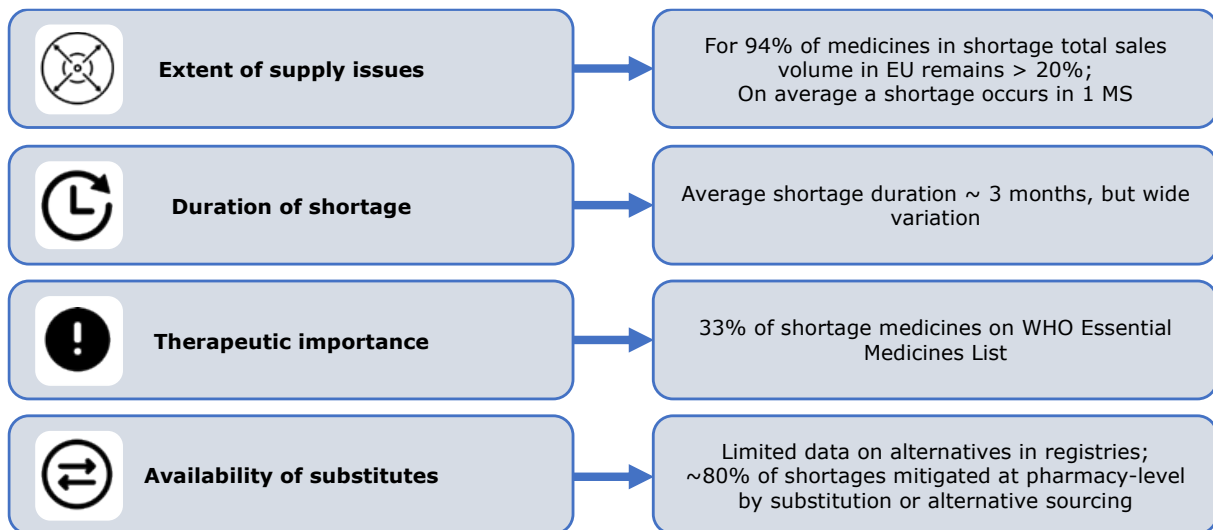 Extent of supply issues
For 94% of medicines in shortage total sales
volume in EU remains > 20%;
On average a shortage occurs in 1 MS
Duration of shortage
Average shortage duration ~ 3 months, but wide
variation
Therapeutic importance
33% of shortage medicines on WHO Essential
Medicines List
Availability of substitutes
Limited data on alternatives in registries;
~80% of shortages mitigated at pharmacy-level
by substitution or alternative sourcing